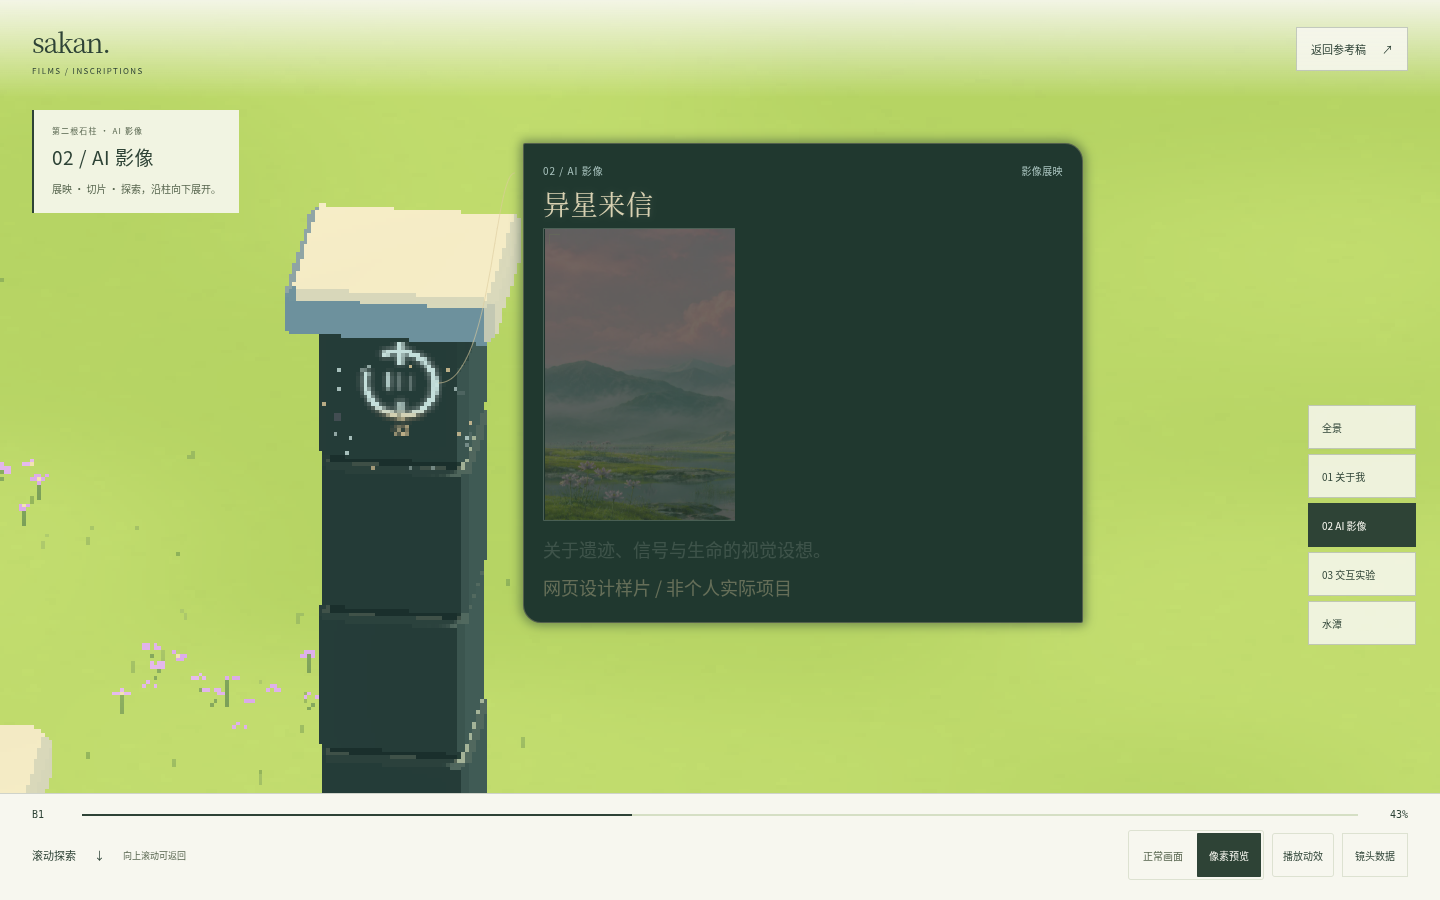 sakan.
FILMS / INSCRIPTIONS
返回参考稿 ↗
第二根石柱 · AI 影像
02 / AI 影像
展映 · 切片 · 探索，沿柱向下展开。
02 / AI 影像
影像展映
异星来信
关于遗迹、信号与生命的视觉设想。
网页设计样片 / 非个人实际项目
全景
01 关于我
02 AI 影像
03 交互实验
水潭
B1
43%
滚动探索 ↓ 向上滚动可返回
正常画面
像素预览
播放动效
镜头数据